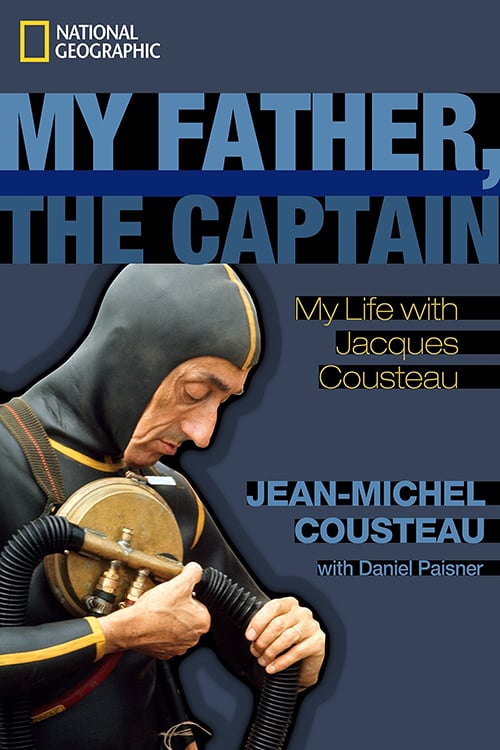 NATIONAL
GEOGRAPHIC
MY FATHER,
THE CAPTAIN
My Life with
Jacques
Cousteau
JEAN-MICHEL
COUSTEAU
with Daniel Paisner